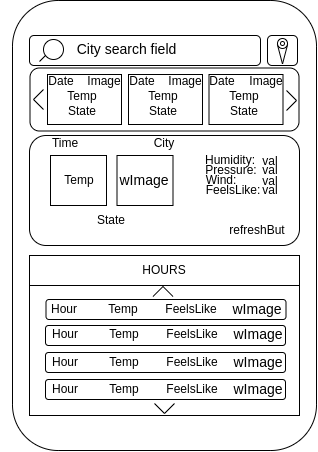 City search field
Date Image Date Image Date Image
Temp Temp Temp
State State State
Time City
Humidity: val
Pressure: val
Wind: val
FeelsLike: val
Temp wImage
State
refreshBut
HOURS
Hour Temp FeelsLike wImage
Hour Temp FeelsLike wImage
Hour Temp FeelsLike wImage
Hour Temp FeelsLike wImage